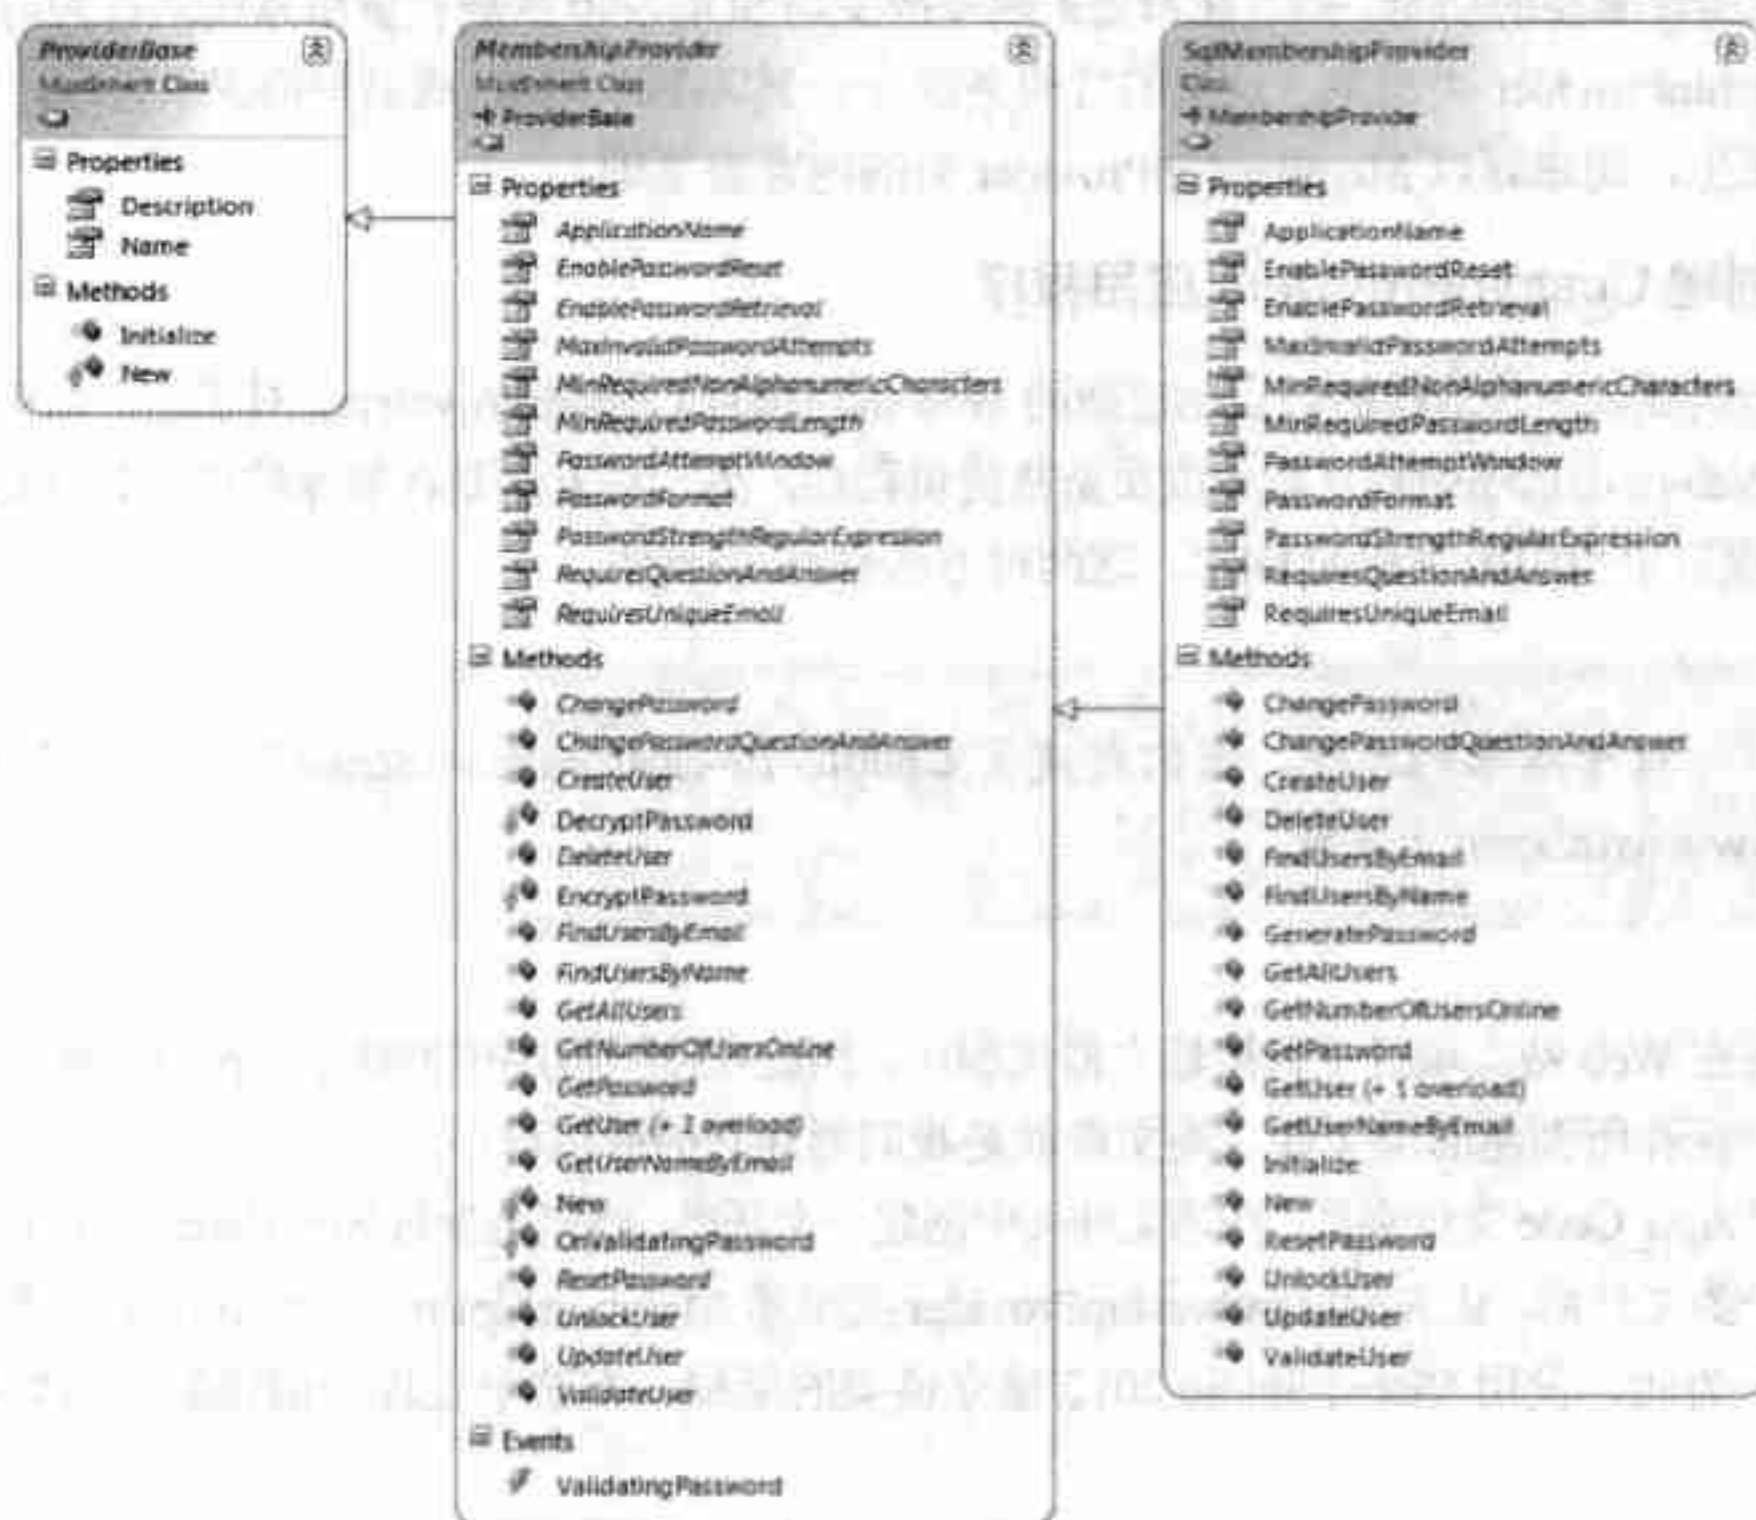 ProviderBase
MustInherit Class
Properties
Description
Name
Methods
Initialize
New
MembershipProvider
MustInherit Class
ProviderBase
Properties
ApplicationName
EnablePasswordReset
EnablePasswordRetrieval
MaxInvalidPasswordAttempts
MinRequiredNonAlphanumericCharacters
MinRequiredPasswordLength
PasswordAttemptWindow
PasswordFormat
PasswordStrengthRegularExpression
RequiresQuestionAndAnswer
RequiresUniqueEmail
Methods
ChangePassword
ChangePasswordQuestionAndAnswer
CreateUser
DecryptPassword
DeleteUser
EncryptPassword
FindUsersByEmail
FindUsersByName
GetAllUsers
GetNumberOfUsersOnline
GetPassword
GetUser (+ 1 overload)
GetUserNameByEmail
New
OnValidatingPassword
ResetPassword
UnlockUser
UpdateUser
ValidateUser
Events
ValidatingPassword
SqlMembershipProvider
Class
MembershipProvider
Properties
ApplicationName
EnablePasswordReset
EnablePasswordRetrieval
MaxInvalidPasswordAttempts
MinRequiredNonAlphanumericCharacters
MinRequiredPasswordLength
PasswordAttemptWindow
PasswordFormat
PasswordStrengthRegularExpression
RequiresQuestionAndAnswer
RequiresUniqueEmail
Methods
ChangePassword
ChangePasswordQuestionAndAnswer
CreateUser
DeleteUser
FindUsersByEmail
FindUsersByName
GeneratePassword
GetAllUsers
GetNumberOfUsersOnline
GetPassword
GetUser (+ 1 overload)
GetUserNameByEmail
Initialize
New
ResetPassword
UnlockUser
UpdateUser
ValidateUser